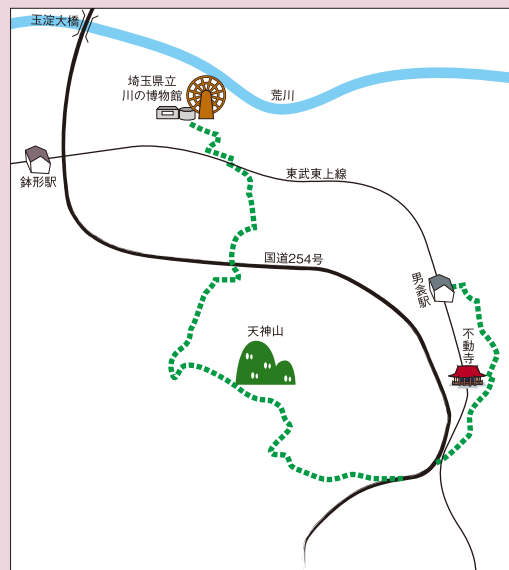 玉淀大橋
埼玉県立
川の博物館
荒川
鉢形駅
東武東上線
国道254号
男衾駅
不動寺
天神山